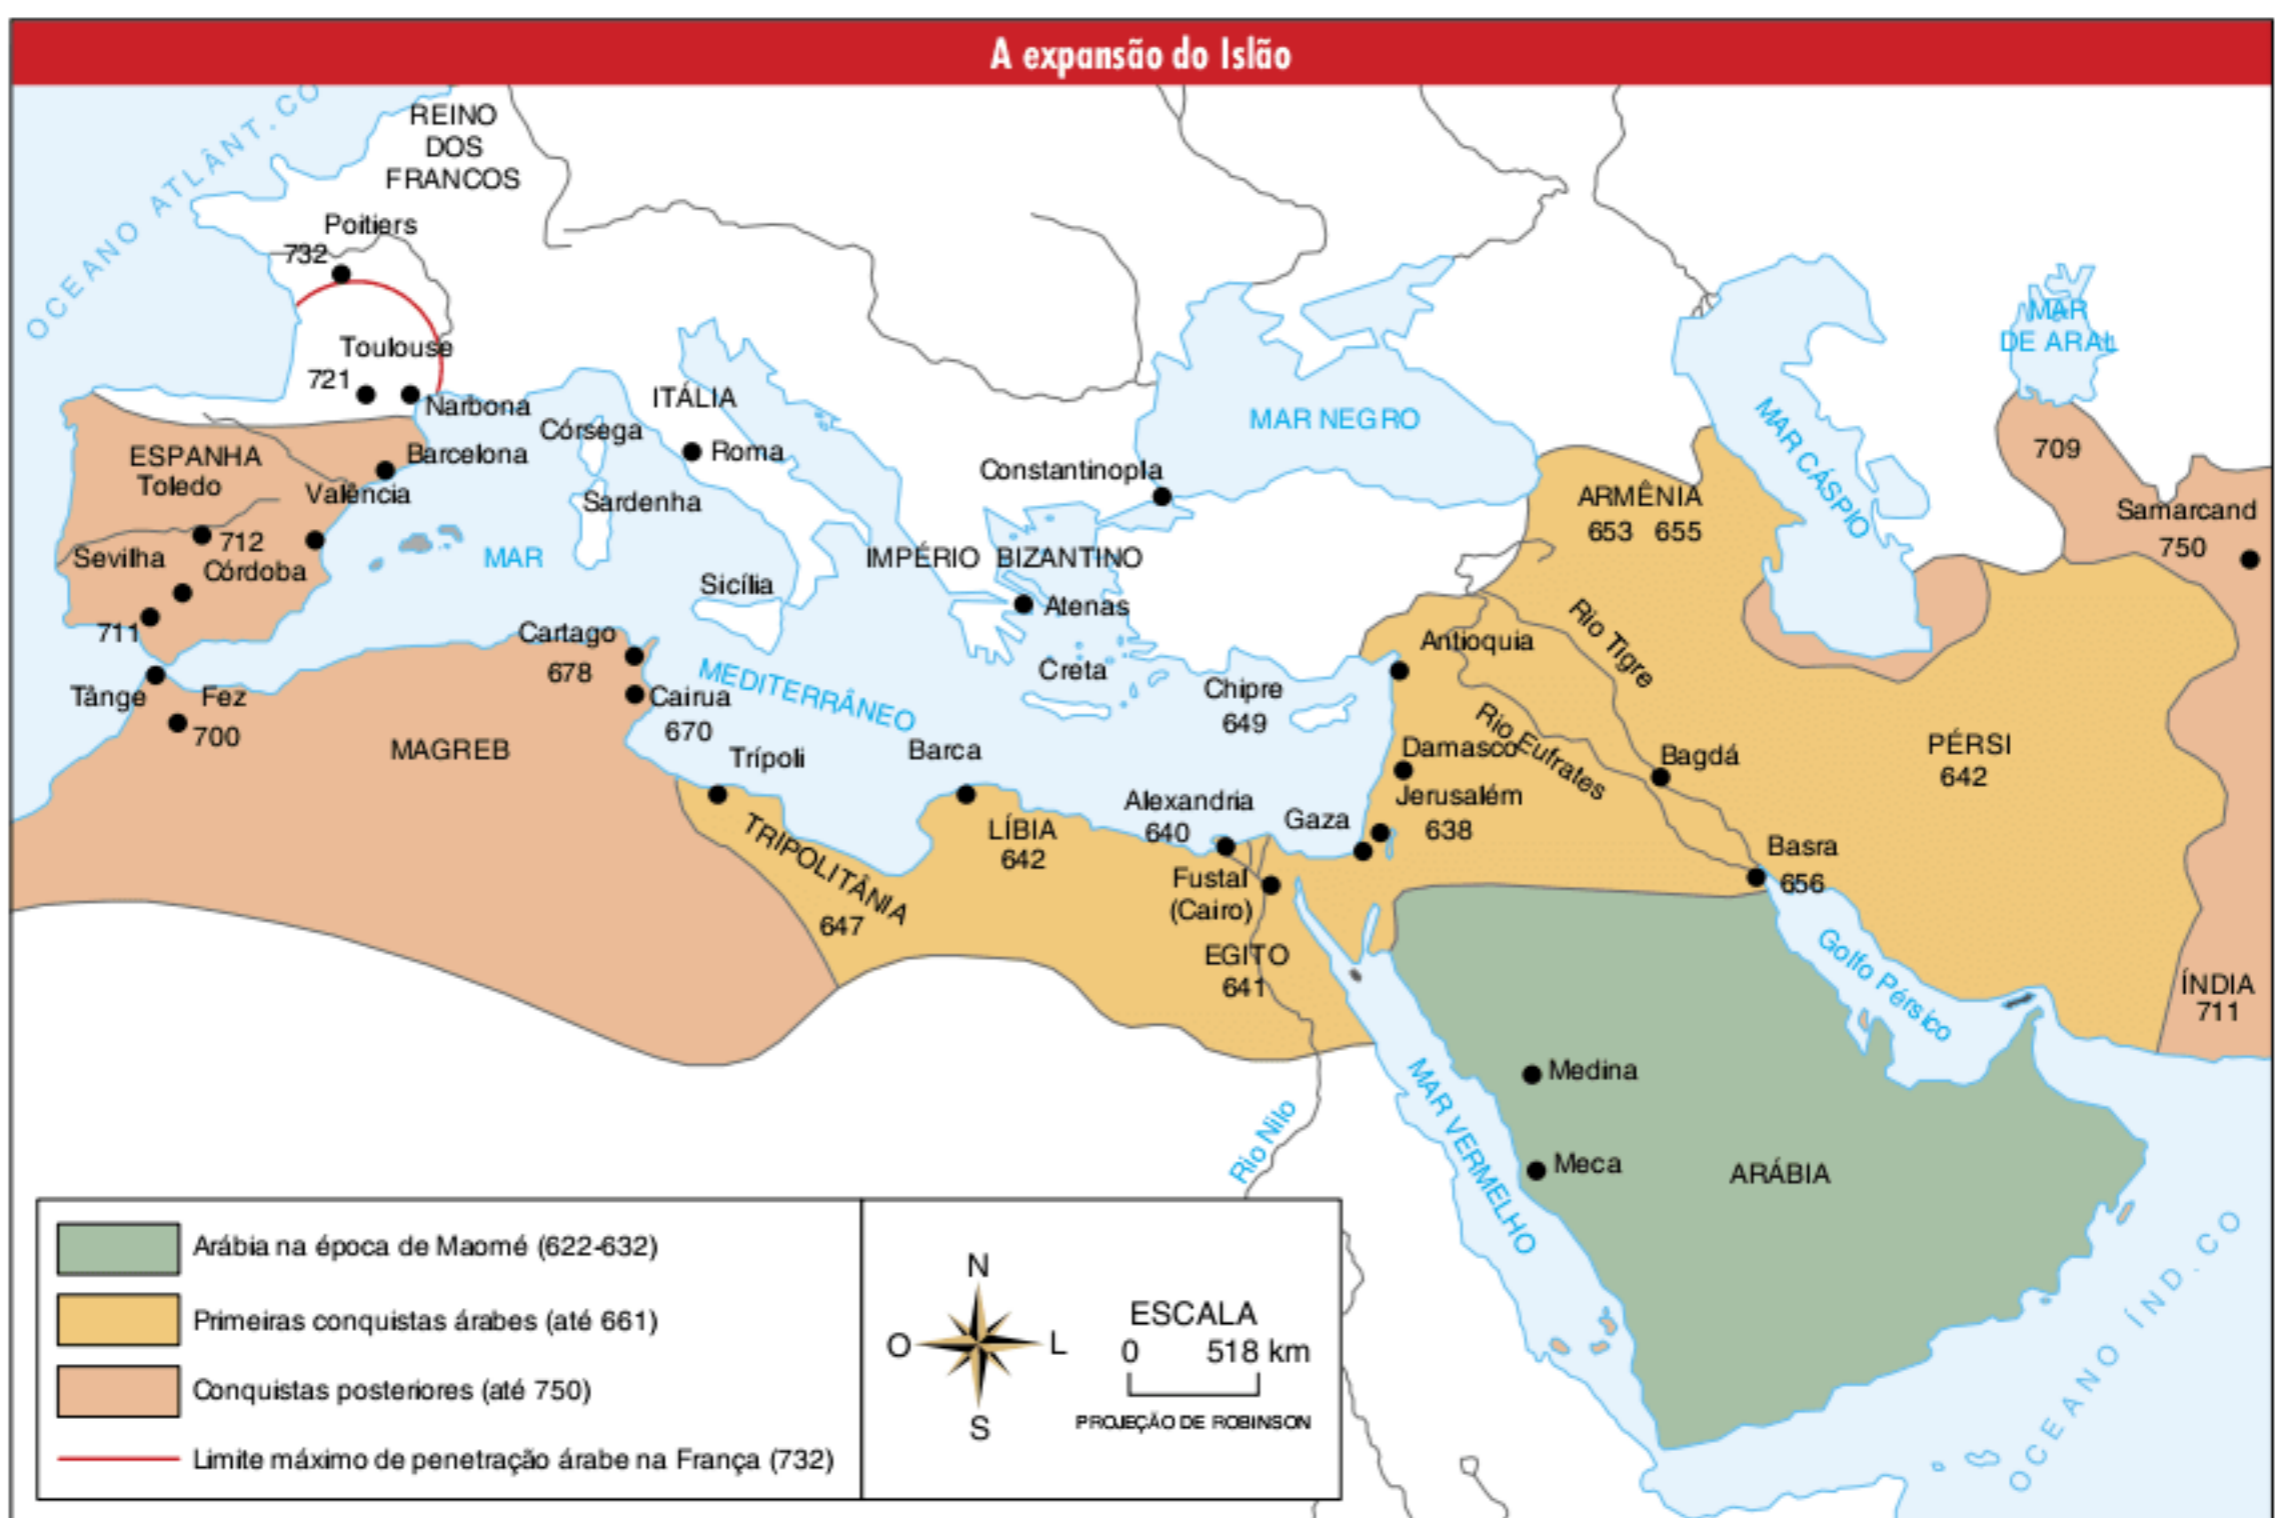 A expansão do Islão
OCEANO ATLÂNT.CO
REINO
DOS
FRANCOS
Poitiers
732
Toulouse
721
Narbona
ESPANHA
Toledo
Barcelona
Valência
712
Sevilha
Córdoba
711
Tânge
Fez
700
MAGREB
Córsega
Sardenha
ITÁLIA
Roma
MAR
MEDITERRÂNEO
Sicília
Cartago
678
Cairua
670
Trípoli
TRIPOLITÂNIA
647
Barca
LÍBIA
642
IMPÉRIO BIZANTINO
Constantinopla
Atenas
Creta
Chipre
649
MAR NEGRO
MAR CÁSPIO
MAR
DE ARAL
709
Samarcand
750
ARMÊNIA
653 655
Antioquia
Rio Tigre
Rio Eufrates
Damasco
Bagdá
Jerusalém
638
Gaza
Alexandria
640
Fustal
(Cairo)
EGITO
641
PÉRSI
642
Basra
656
Golfo Pérsico
ÍNDIA
711
Rio Nilo
MAR VERMELHO
Medina
Meca
ARÁBIA
OCEANO ÍND.CO
Arábia na época de Maomé (622-632)
Primeiras conquistas árabes (até 661)
Conquistas posteriores (até 750)
Limite máximo de penetração árabe na França (732)
N
O
L
S
ESCALA
0 518 km
PROJEÇÃO DE ROBINSON